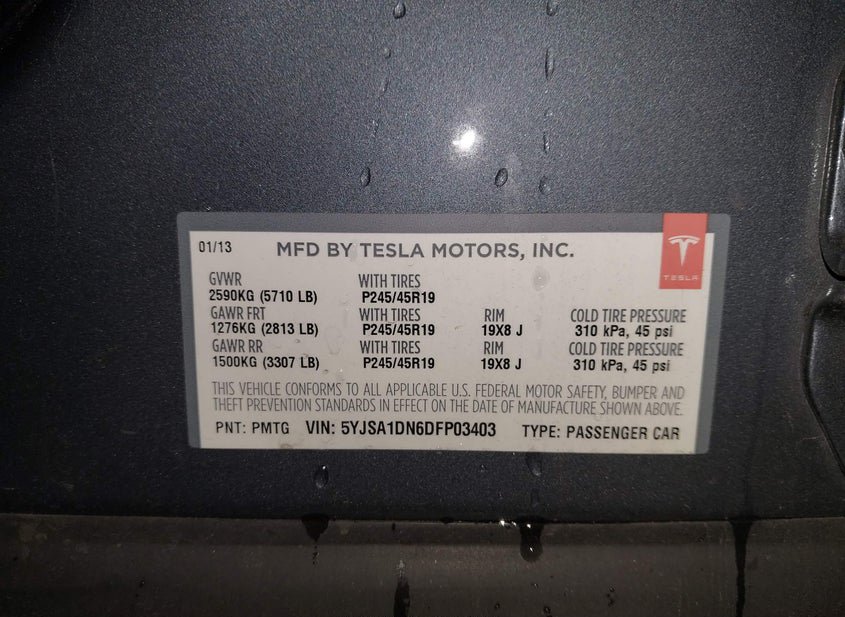 01/13 MFD BY TESLA MOTORS, INC.
TESLA
GVWR WITH TIRES
2590KG (5710 LB) P245/45R19
GAWR FRT WITH TIRES RIM COLD TIRE PRESSURE
1276KG (2813 LB) P245/45R19 19X8 J 310 kPa, 45 psi
GAWR RR WITH TIRES RIM COLD TIRE PRESSURE
1500KG (3307 LB) P245/45R19 19X8 J 310 kPa, 45 psi
THIS VEHICLE CONFORMS TO ALL APPLICABLE U.S. FEDERAL MOTOR SAFETY, BUMPER AND
THEFT PREVENTION STANDARDS IN EFFECT ON THE DATE OF MANUFACTURE SHOWN ABOVE.
PNT: PMTG VIN: 5YJSA1DN6DFP03403 TYPE: PASSENGER CAR